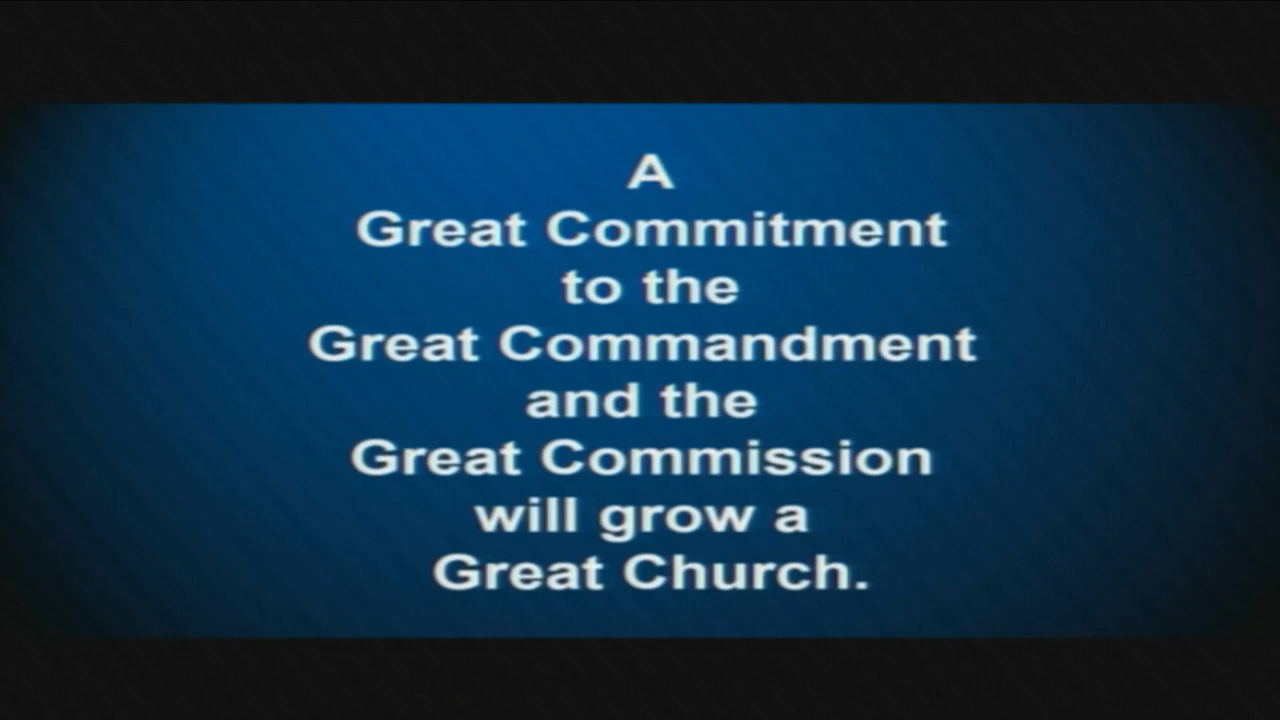 A
Great Commitment
to the
Great Commandment
and the
Great Commission
will grow a
Great Church.